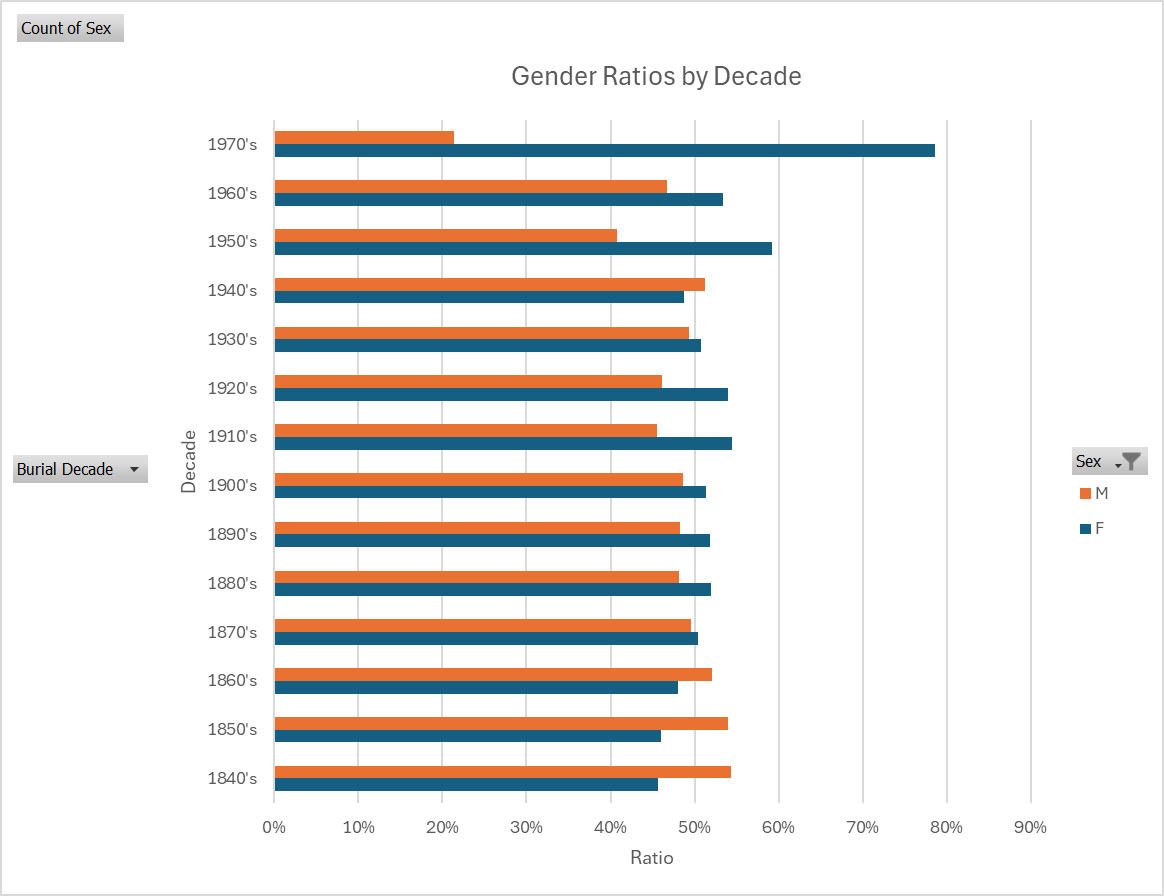 Count of Sex
Gender Ratios by Decade
1970's
1960's
1950's
1940's
1930's
1920's
1910's
1900's
1890's
1880's
1870's
1860's
1850's
1840's
Decade
Burial Decade
0% 10% 20% 30% 40% 50% 60% 70% 80% 90%
Ratio
Sex
M
F